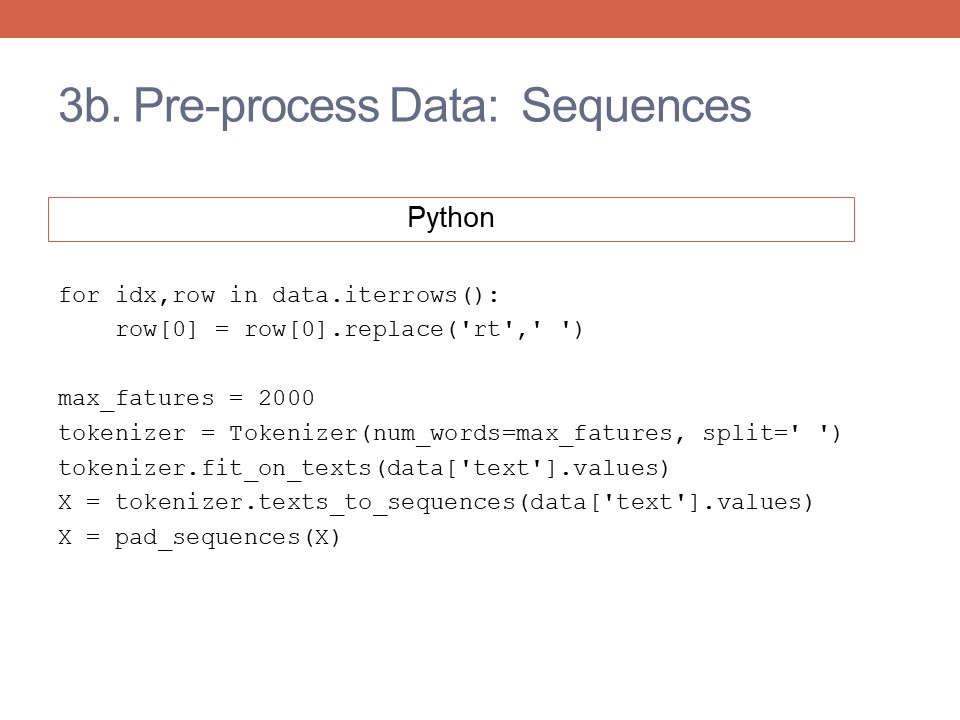 3b. Pre-process Data:  Sequences
Python
for idx,row in data.iterrows():
    row[0] = row[0].replace('rt',' ')
max_fatures = 2000
tokenizer = Tokenizer(num_words=max_fatures, split=' ')
tokenizer.fit_on_texts(data['text'].values)
X = tokenizer.texts_to_sequences(data['text'].values)
X = pad_sequences(X)